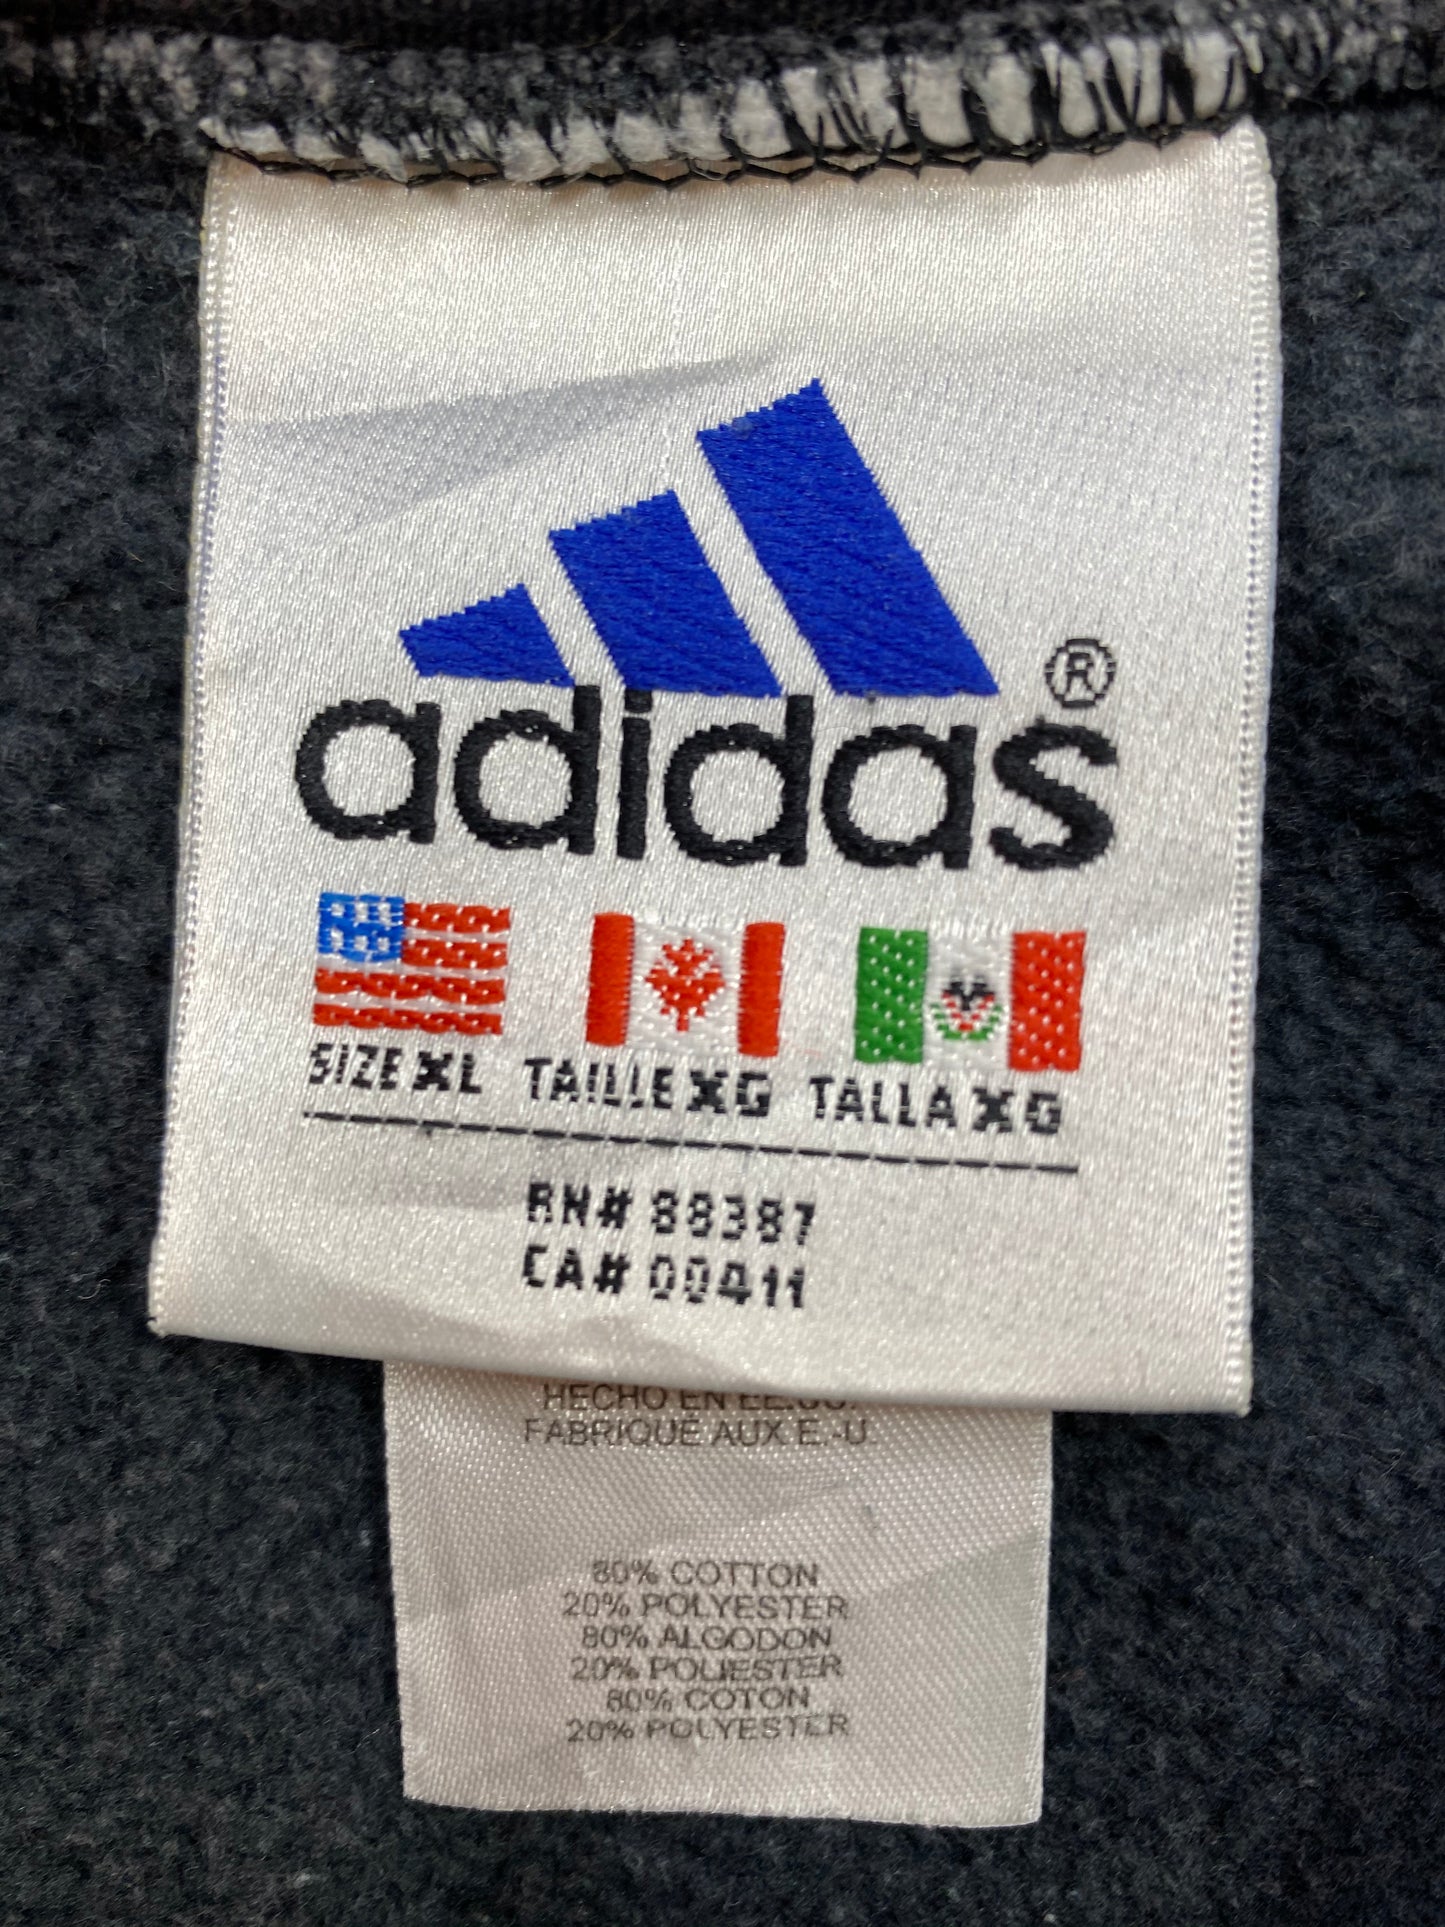 adidas®
SIZE XL TAILLE XG TALLA XG
RN# 88387
CA# 00411
HECHO EN EE.UU.
FABRIQUE AUX E.-U.
80% COTTON
20% POLYESTER
80% ALGODON
20% POLIESTER
80% COTON
20% POLYESTER